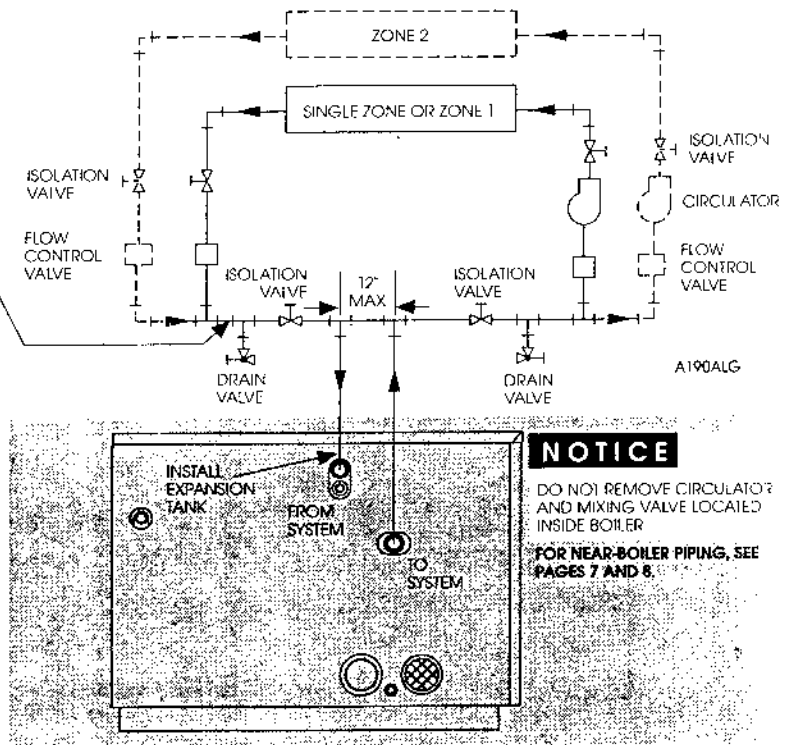 ZONE 2
SINGLE ZONE OR ZONE 1
ISOLATION
VALVE
ISOLATION
VALVE
CIRCULATOR
FLOW
CONTROL
VALVE
FLOW
CONTROL
VALVE
ISOLATION
VALVE
12"
MAX
ISOLATION
VALVE
DRAIN
VALVE
DRAIN
VALVE
A190ALG
INSTALL
EXPANSION
TANK
FROM
SYSTEM
TO
SYSTEM
NOTICE
DO NOT REMOVE CIRCULATOR
AND MIXING VALVE LOCATED
INSIDE BOILER
FOR NEAR-BOILER PIPING, SEE
PAGES 7 AND 8.